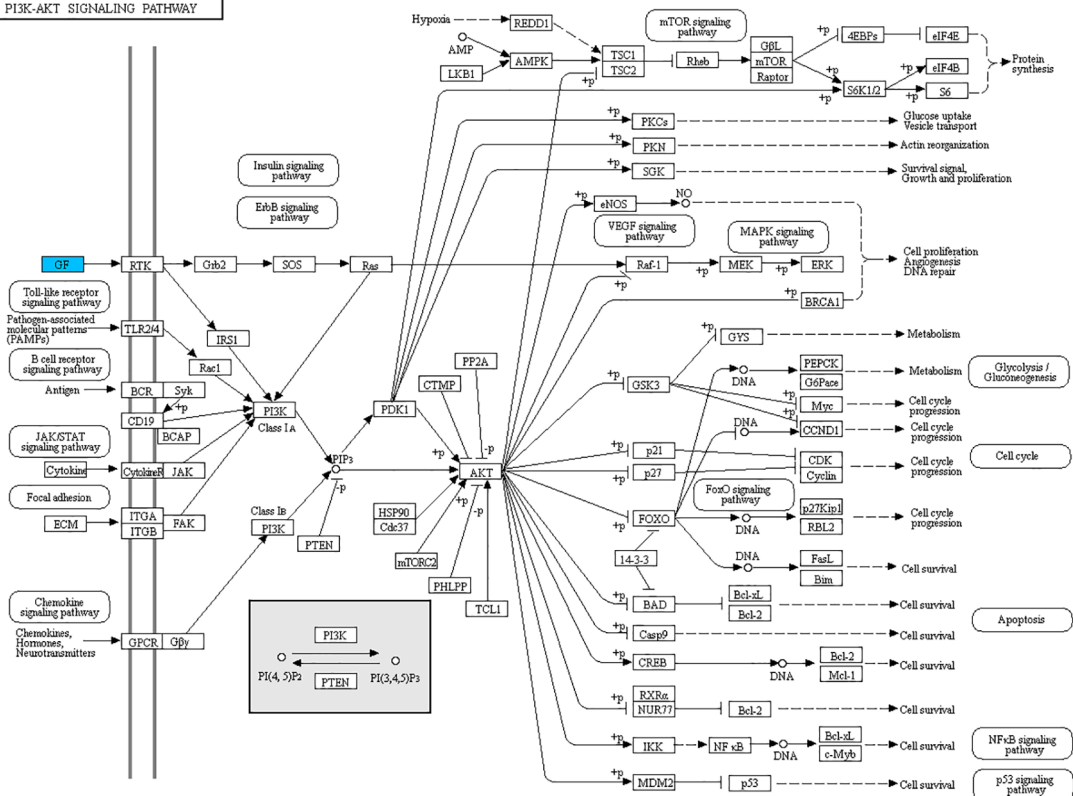 PI3K-AKT SIGNALING PATHWAY
Hypoxia
REDD1
mTOR signaling
pathway
AMP
LKB1
AMPK
TSC1
TSC2
Rheb
GβL
mTOR
Raptor
+p
4EBPs
eIF4E
+p
+p
+p
S6K1/2
+p
eIF4B
+p
S6
Protein
synthesis
+p
PKCs
Glucose uptake
Vesicle transport
+p
PKN
Actin reorganization
+p
SGK
Survival signal,
Growth and proliferation
Insulin signaling
pathway
ErbB signaling
pathway
+p
eNOS
NO
VEGF signaling
pathway
MAPK signaling
pathway
Cell proliferation
Angiogenesis
DNA repair
GF
RTK
Grb2
SOS
Ras
Raf-1
+p
MEK
+p
ERK
+p
+p
BRCA1
Toll-like receptor
signaling pathway
Pathogen-associated
molecular patterns
(PAMPs)
TLR2/4
IRS1
Rac1
B cell receptor
signaling pathway
Antigen
BCR
Syk
+p
CD19
BCAP
PI3K
Class IA
PDK1
CTMP
PP2A
+p
GYS
Metabolism
+p
GSK3
DNA
PEPCK
G6Pace
Metabolism
Glycolysis /
Gluconeogenesis
+p
Myc
Cell cycle
progression
+p
DNA
CCND1
Cell cycle
progression
JAK/STAT
signaling pathway
Cytokine
CytokineR
JAK
PIP3
-p
+p
-p
AKT
+p
p21
+p
p27
CDK
Cyclin
Cell cycle
progression
Cell cycle
Focal adhesion
ECM
ITGA
ITGB
FAK
Class IB
PI3K
PTEN
HSP90
Cdc37
+p
-p
mTORC2
PHLPP
TCL1
FoxO signaling
pathway
+p
FOXO
DNA
p27Kip1
RBL2
Cell cycle
progression
14-3-3
DNA
FasL
Bim
Cell survival
Chemokine
signaling pathway
Chemokines,
Hormones,
Neurotransmitters
GPCR
Gβγ
PI3K
PI(4, 5)P2
PI(3,4,5)P3
PTEN
+p
BAD
Bcl-xL
Bcl-2
Cell survival
Apoptosis
+p
Casp9
Cell survival
+p
CREB
DNA
Bcl-2
Mcl-1
Cell survival
+p
RXRα
NUR77
Bcl-2
Cell survival
+p
IKK
NFκB
DNA
Bcl-xL
c-Myb
Cell survival
NFκB signaling
pathway
+p
MDM2
p53
Cell survival
p53 signaling
pathway